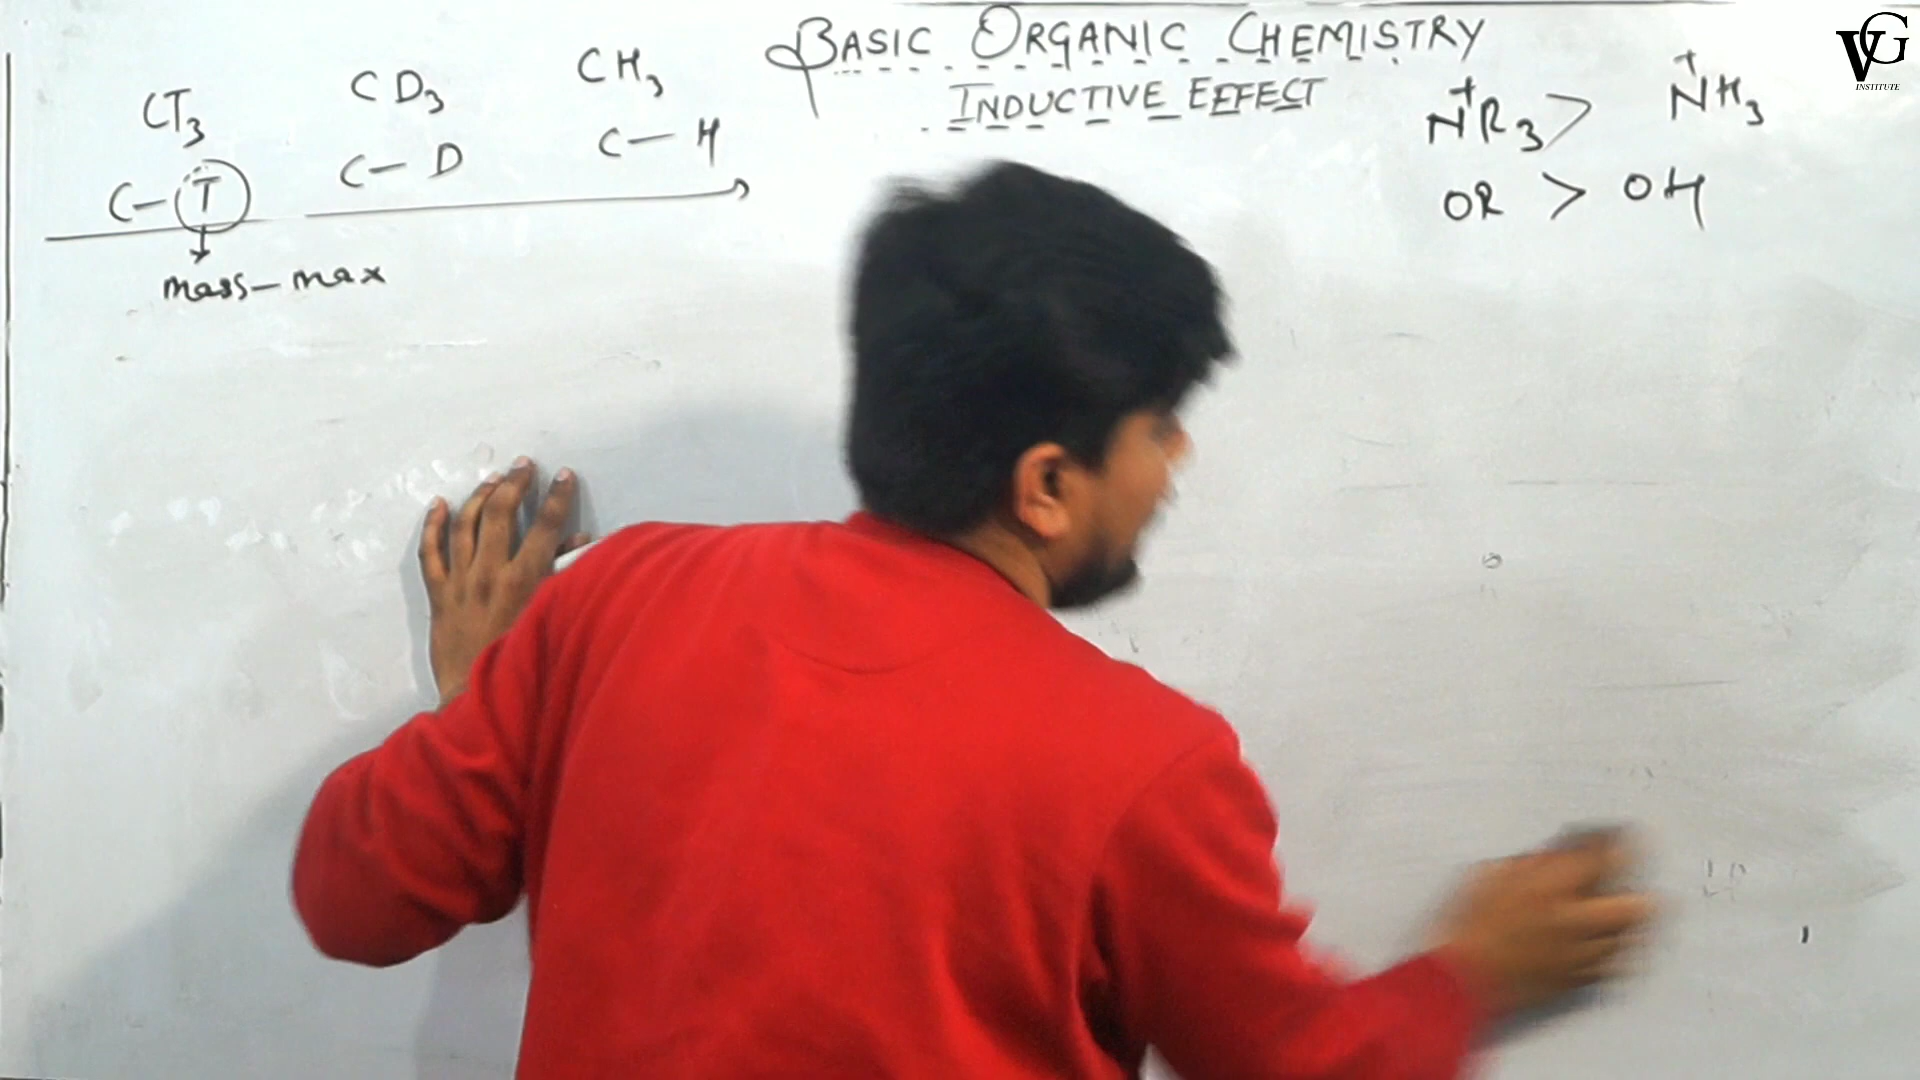 BASIC ORGANIC CHEMISTRY
INDUCTIVE EFFECT
CT₃ CD₃ CH₃
C–T C–D C–H
mass–max
N⁺R₃ > N⁺H₃
OR > OH
VG
INSTITUTE